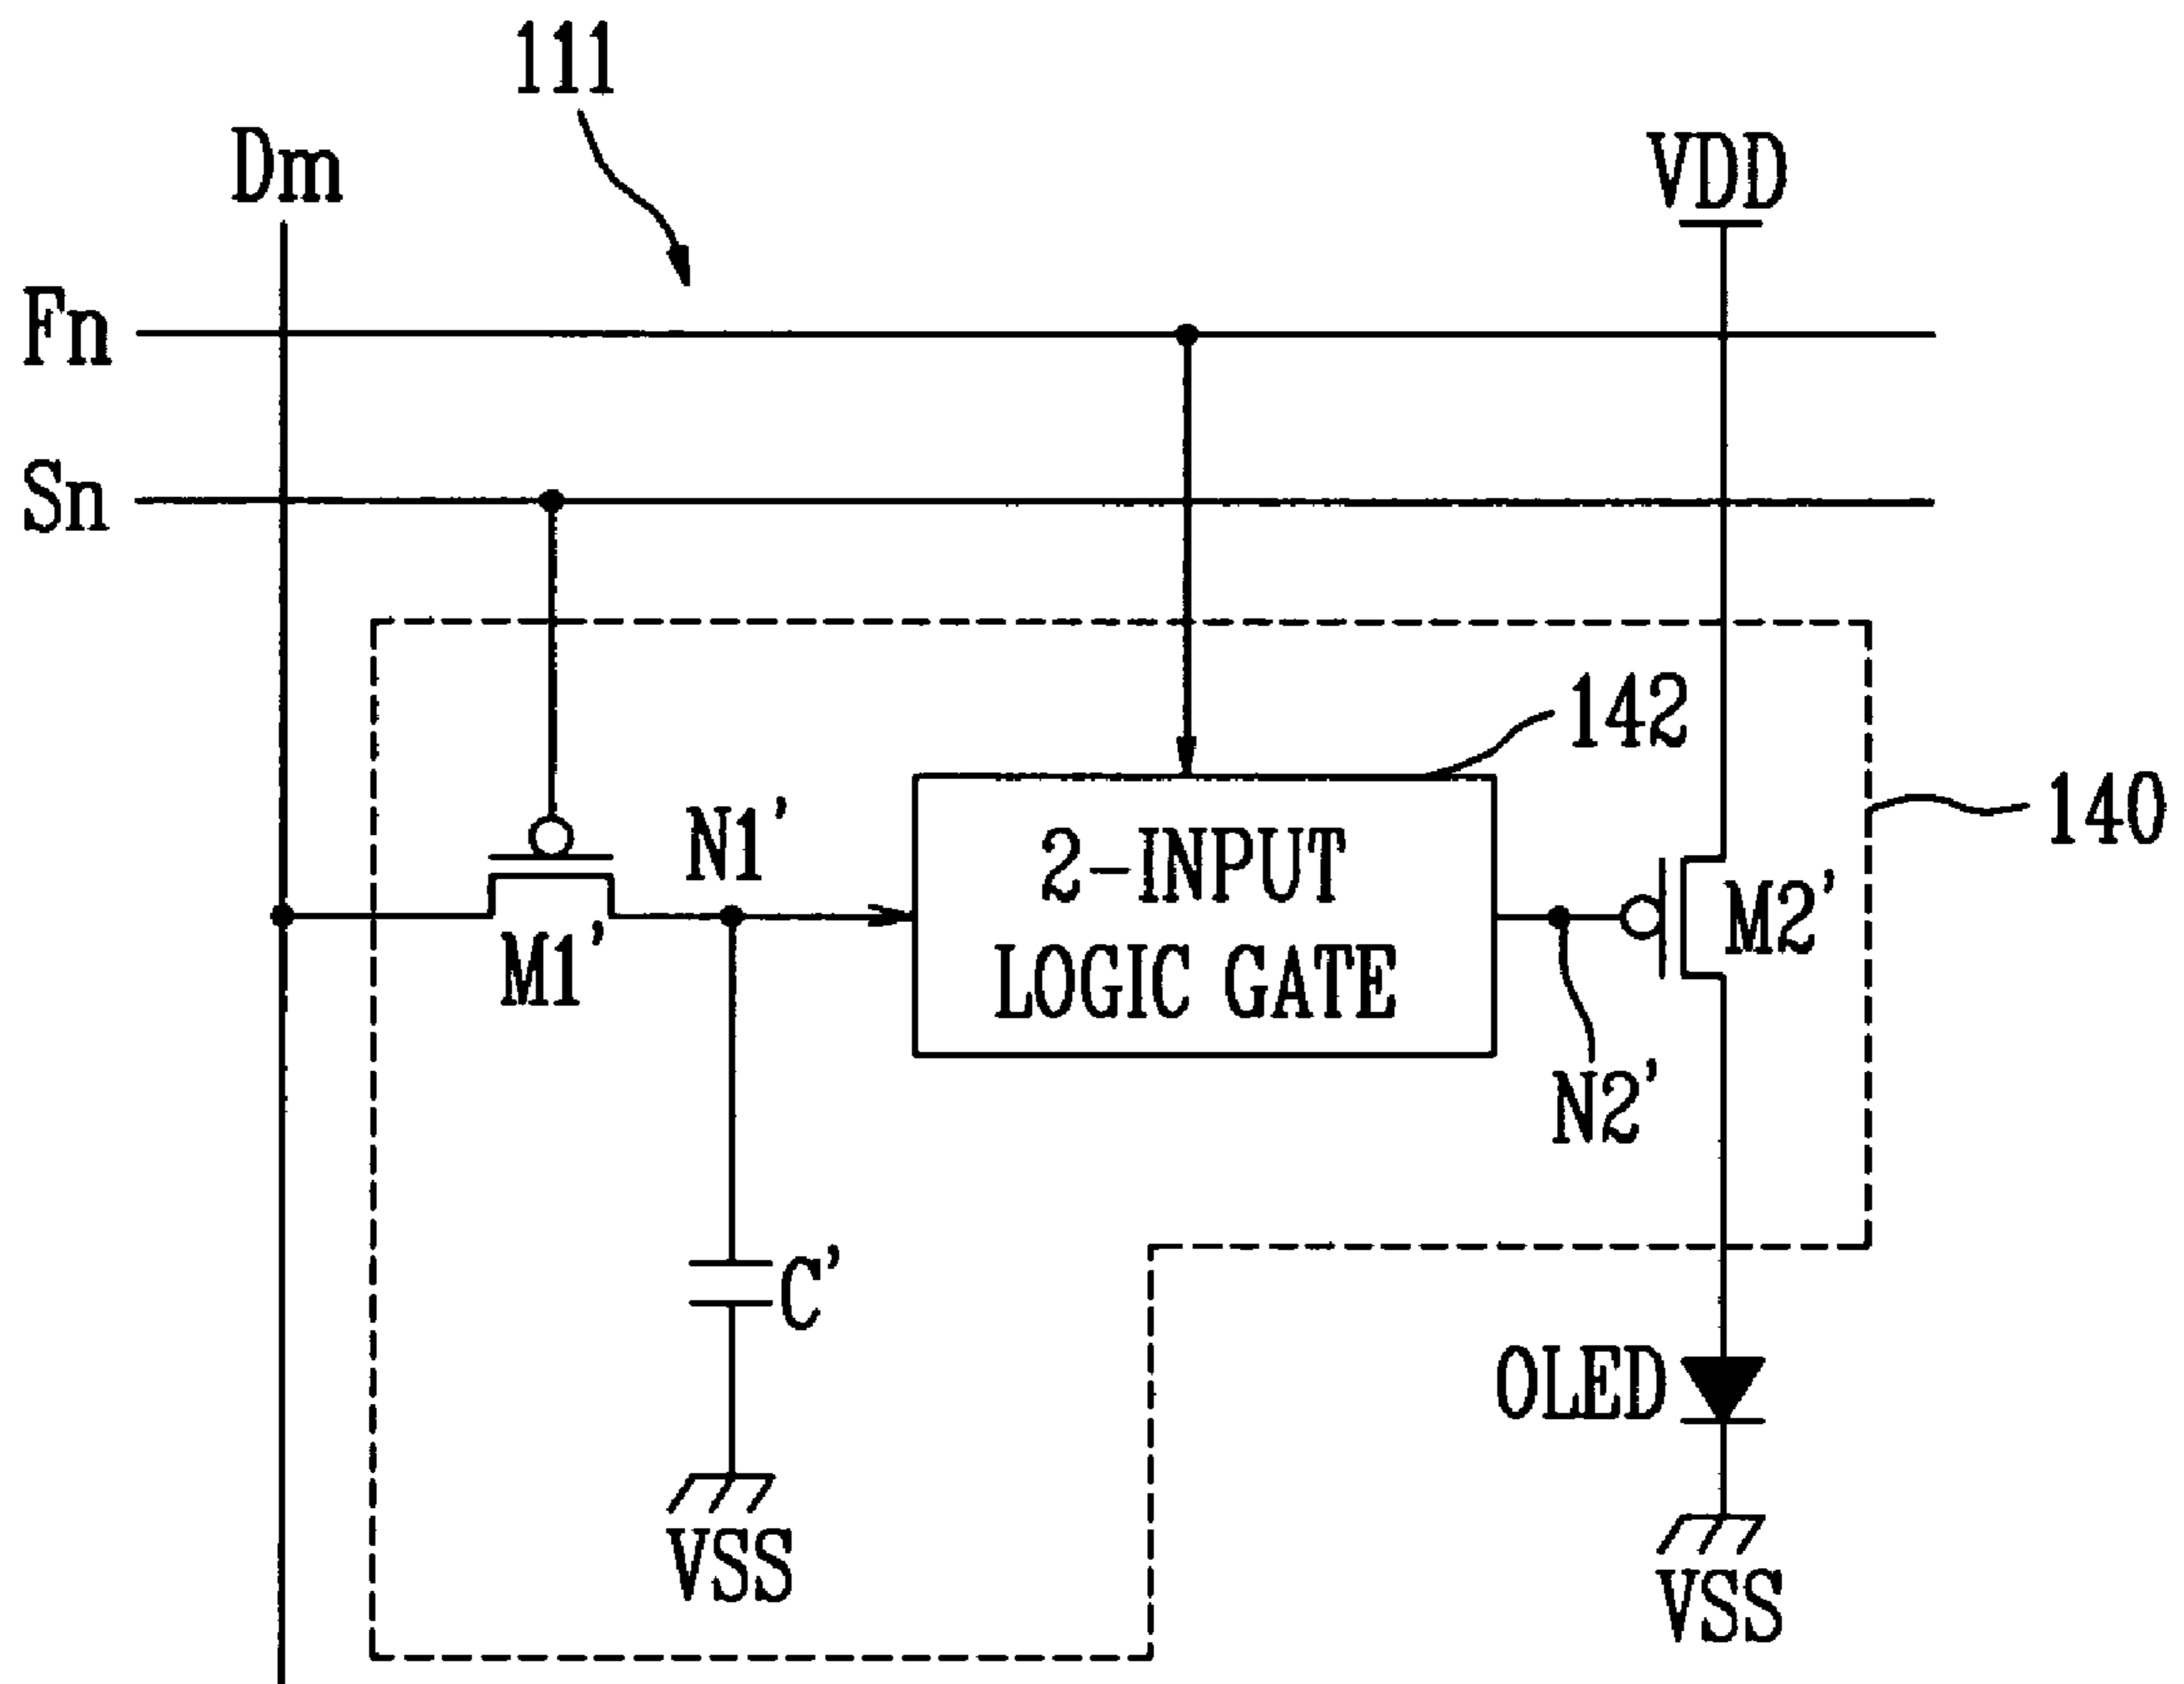 111
Dm
VDD
Fn
Sn
142
140
N1'
2-INPUT
LOGIC GATE
M2'
M1'
N2'
C'
OLED
VSS
VSS